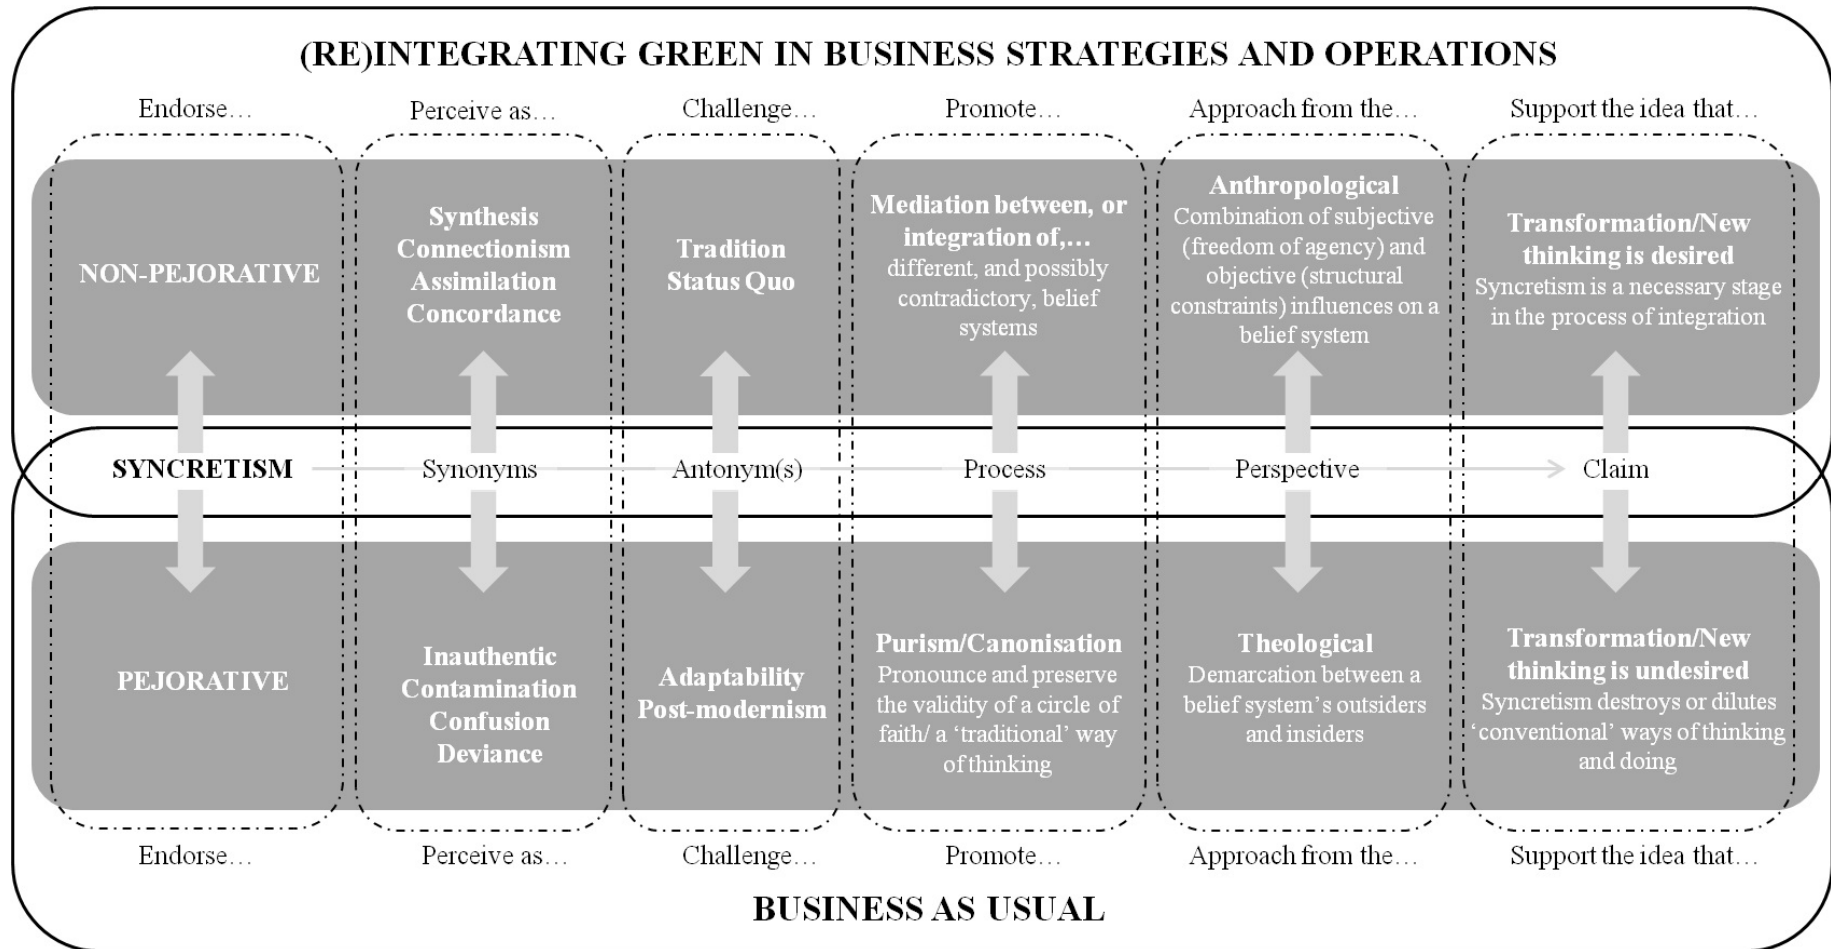 (RE)INTEGRATING GREEN IN BUSINESS STRATEGIES AND OPERATIONS
Endorse…
Perceive as…
Challenge…
Promote…
Approach from the…
Support the idea that…
NON-PEJORATIVE
Synthesis
Connectionism
Assimilation
Concordance
Tradition
Status Quo
Mediation between, or
integration of,…
different, and possibly
contradictory, belief
systems
Anthropological
Combination of subjective
(freedom of agency) and
objective (structural
constraints) influences on a
belief system
Transformation/New
thinking is desired
Syncretism is a necessary stage
in the process of integration
SYNCRETISM
Synonyms
Antonym(s)
Process
Perspective
Claim
PEJORATIVE
Inauthentic
Contamination
Confusion
Deviance
Adaptability
Post-modernism
Purism/Canonisation
Pronounce and preserve
the validity of a circle of
faith/ a ‘traditional’ way
of thinking
Theological
Demarcation between a
belief system’s outsiders
and insiders
Transformation/New
thinking is undesired
Syncretism destroys or dilutes
‘conventional’ ways of thinking
and doing
Endorse…
Perceive as…
Challenge…
Promote…
Approach from the…
Support the idea that…
BUSINESS AS USUAL